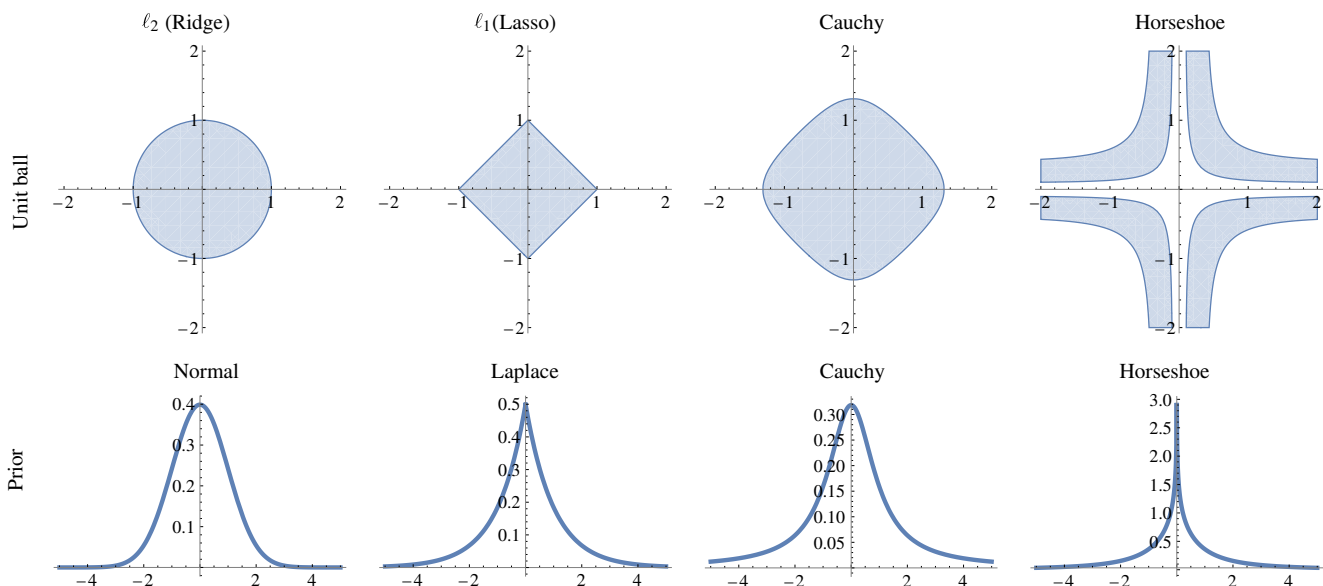 ℓ2 (Ridge) ℓ1(Lasso) Cauchy Horseshoe
Unit ball
−2 −1 1 2 −2 −1 1 2
−2 −1 1 2 −2 −1 1 2
−2 −1 1 2 −2 −1 1 2
−2 −1 1 2 −2 −1 1 2
Normal Laplace Cauchy Horseshoe
Prior
−4 −2 2 4 0.1 0.2 0.3 0.4
−4 −2 2 4 0.1 0.2 0.3 0.4 0.5
−4 −2 2 4 0.05 0.10 0.15 0.20 0.25 0.30
−4 −2 2 4 0.5 1.0 1.5 2.0 2.5 3.0